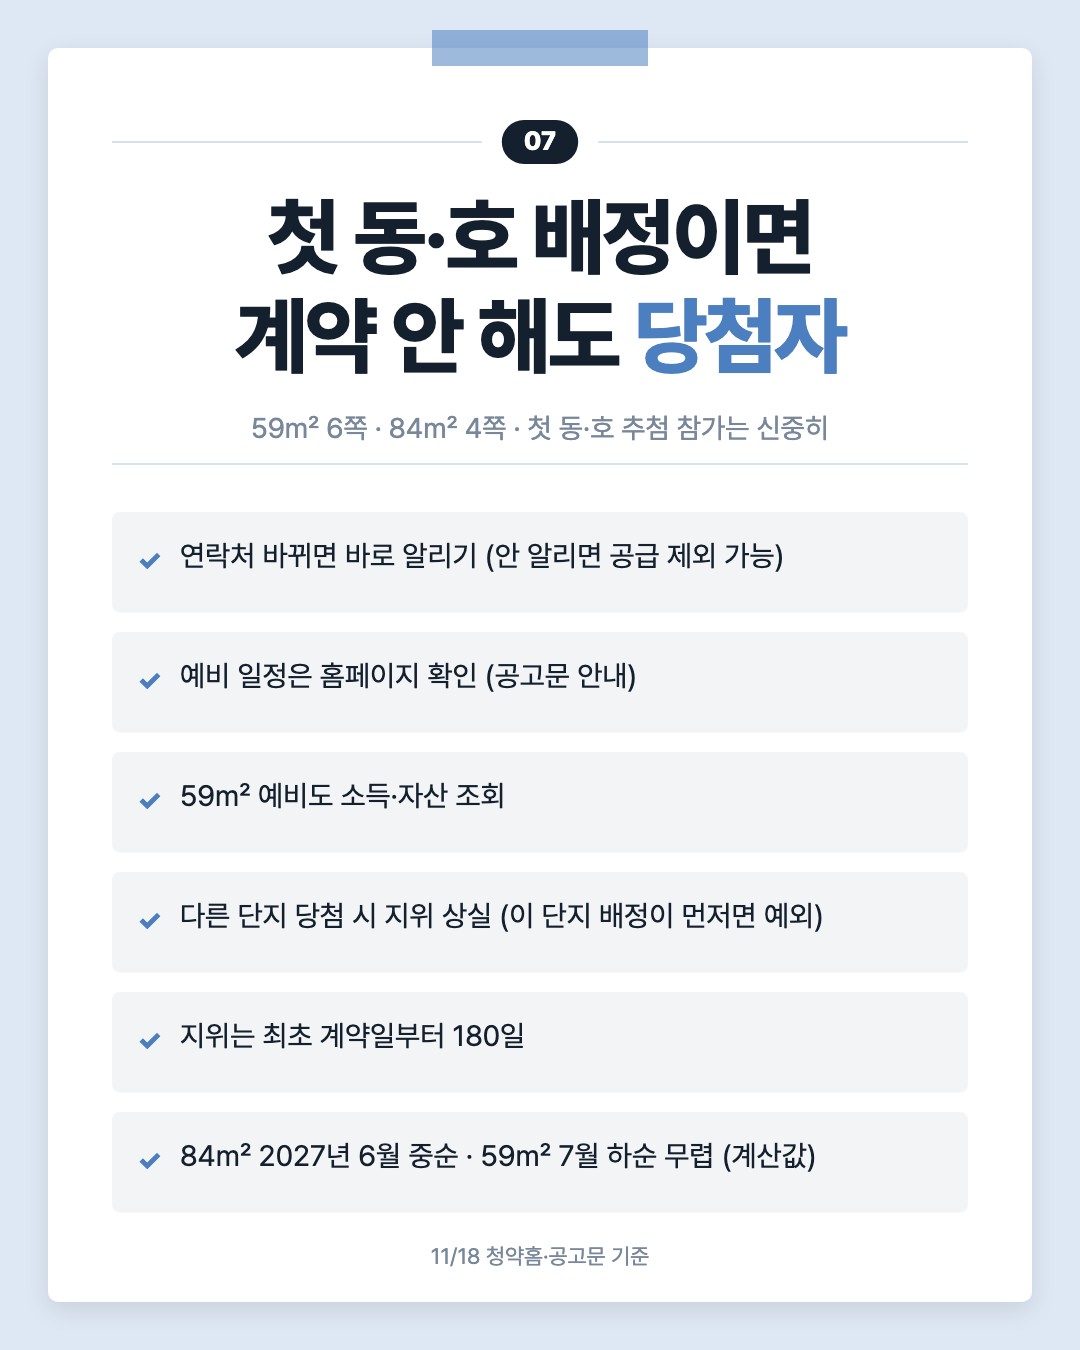 07
첫 동·호 배정이면
계약 안 해도 당첨자
59m² 6쪽 · 84m² 4쪽 · 첫 동·호 추첨 참가는 신중히
연락처 바뀌면 바로 알리기 (안 알리면 공급 제외 가능)
예비 일정은 홈페이지 확인 (공고문 안내)
59m² 예비도 소득·자산 조회
다른 단지 당첨 시 지위 상실 (이 단지 배정이 먼저면 예외)
지위는 최초 계약일부터 180일
84m² 2027년 6월 중순 · 59m² 7월 하순 무렵 (계산값)
11/18 청약홈·공고문 기준